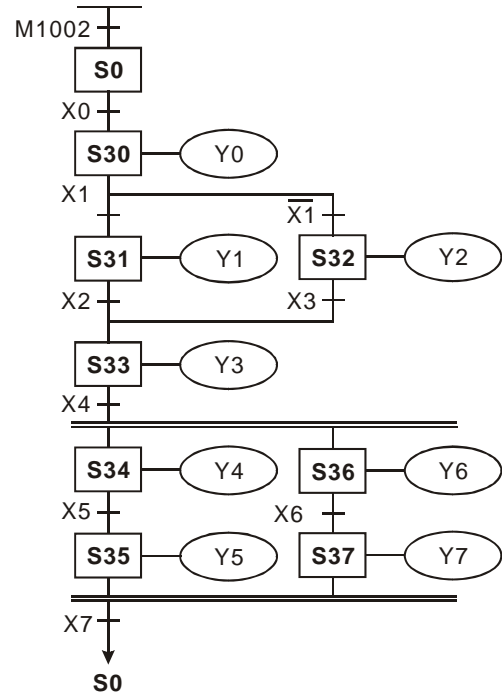 M1002
S0
X0
S30 Y0
X1
X̅1̅
S31 Y1 S32 Y2
X2 X3
S33 Y3
X4
S34 Y4 S36 Y6
X5 X6
S35 Y5 S37 Y7
X7
S0